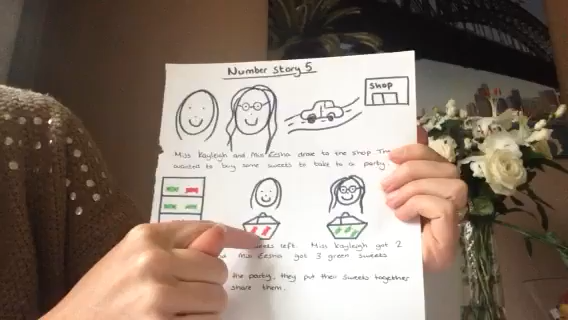 Number Story 5
Shop
Miss Kayleigh and Miss Eesha drove to the shop
wanted to buy some sweets to take to a party
left. Miss Kayleigh got 2
Miss Eesha got 3 green sweets
the party, they put their sweets together
share them.